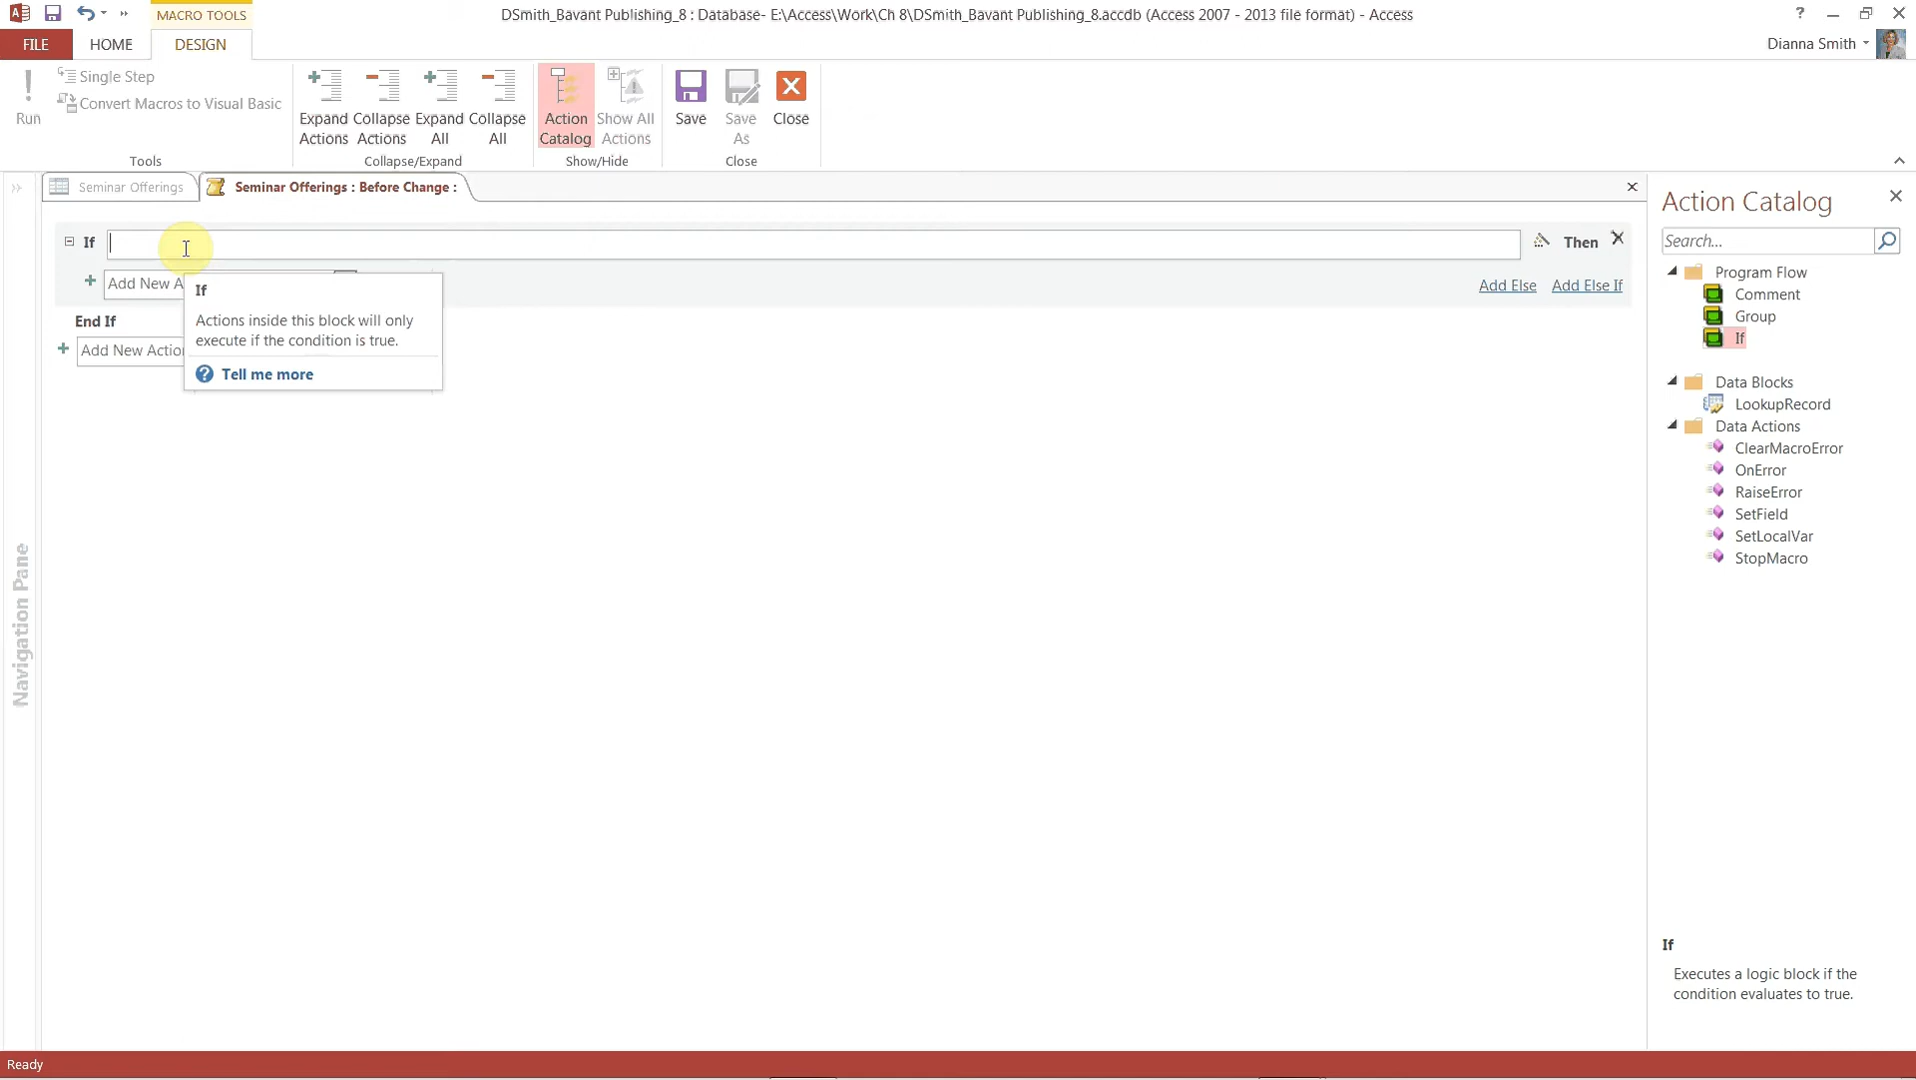 MACRO TOOLS
DSmith_Bavant Publishing_8 : Database- E:\Access\Work\Ch 8\DSmith_Bavant Publishing_8.accdb (Access 2007 - 2013 file format) - Access
?
FILE
HOME
DESIGN
Dianna Smith
Run
Single Step
Convert Macros to Visual Basic
Tools
Expand Actions
Collapse Actions
Expand All
Collapse All
Collapse/Expand
Action Catalog
Show All Actions
Show/Hide
Save
Save As
Close
Close
Seminar Offerings
Seminar Offerings : Before Change :
If
Then
Add New A
Add Else
Add Else If
End If
Add New Action
If
Actions inside this block will only
execute if the condition is true.
Tell me more
Navigation Pane
Action Catalog
Search...
Program Flow
Comment
Group
If
Data Blocks
LookupRecord
Data Actions
ClearMacroError
OnError
RaiseError
SetField
SetLocalVar
StopMacro
If
Executes a logic block if the
condition evaluates to true.
Ready